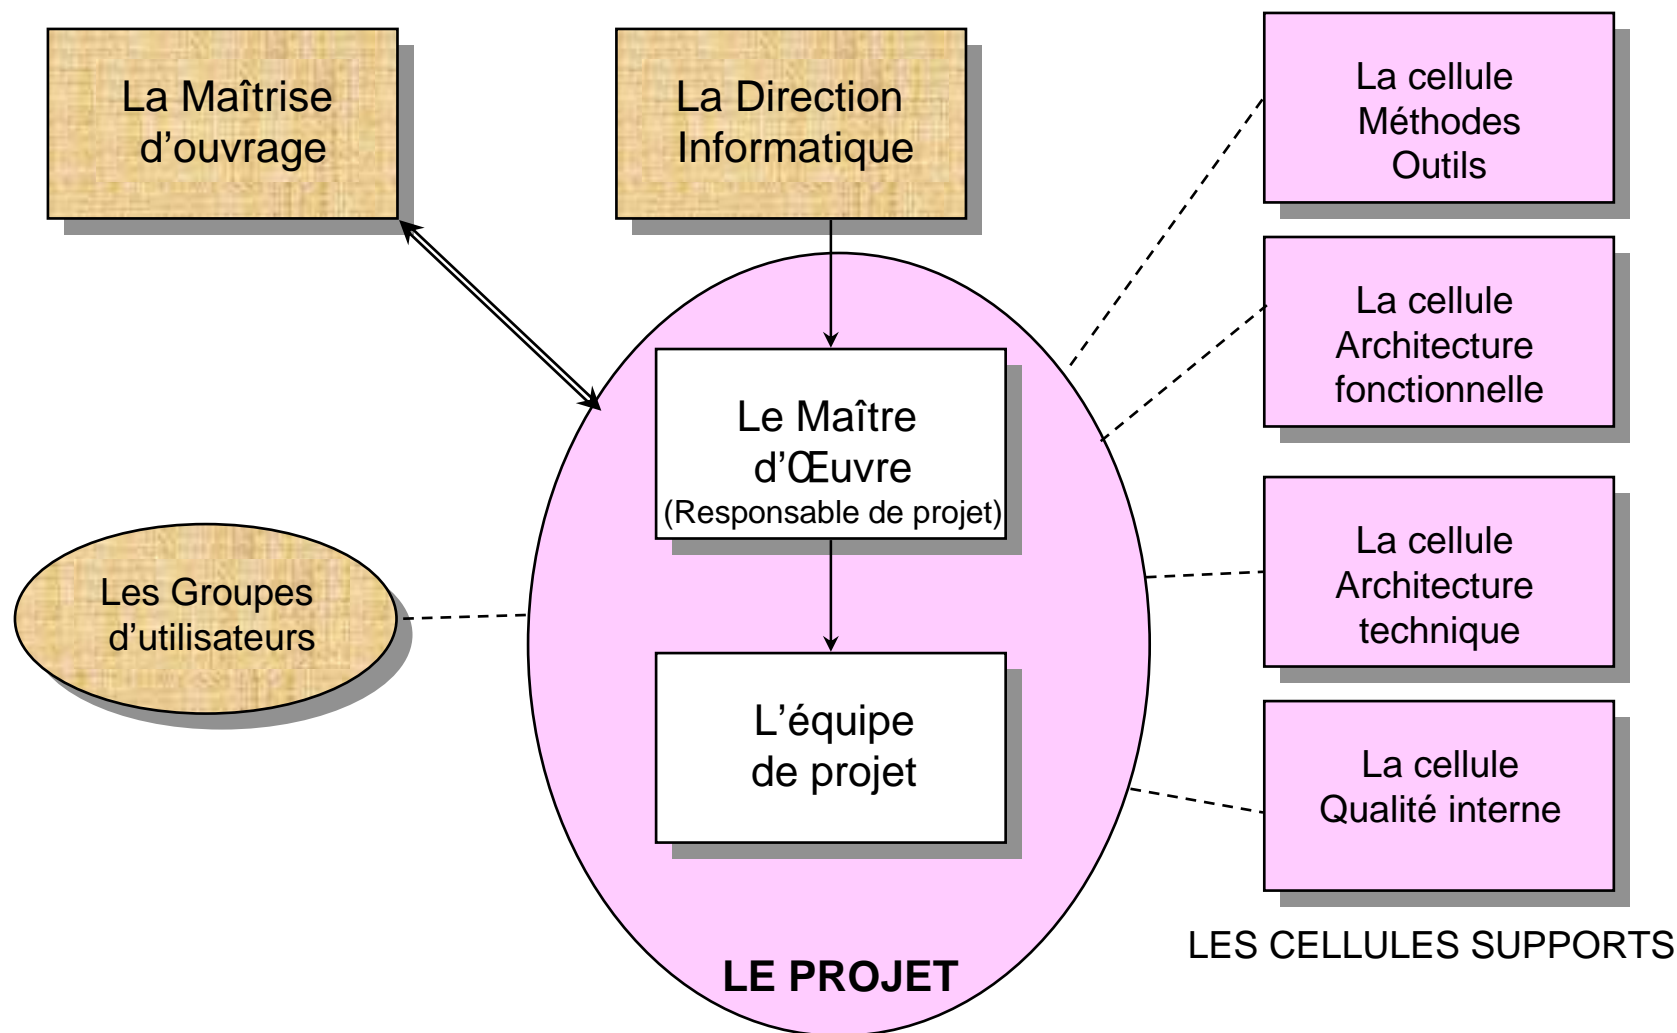 La Maîtrise
d’ouvrage
La Direction
Informatique
La cellule
Méthodes
Outils
La cellule
Architecture
fonctionnelle
Le Maître
d’Œuvre
(Responsable de projet)
La cellule
Architecture
technique
Les Groupes
d’utilisateurs
L’équipe
de projet
La cellule
Qualité interne
LES CELLULES SUPPORTS
LE PROJET